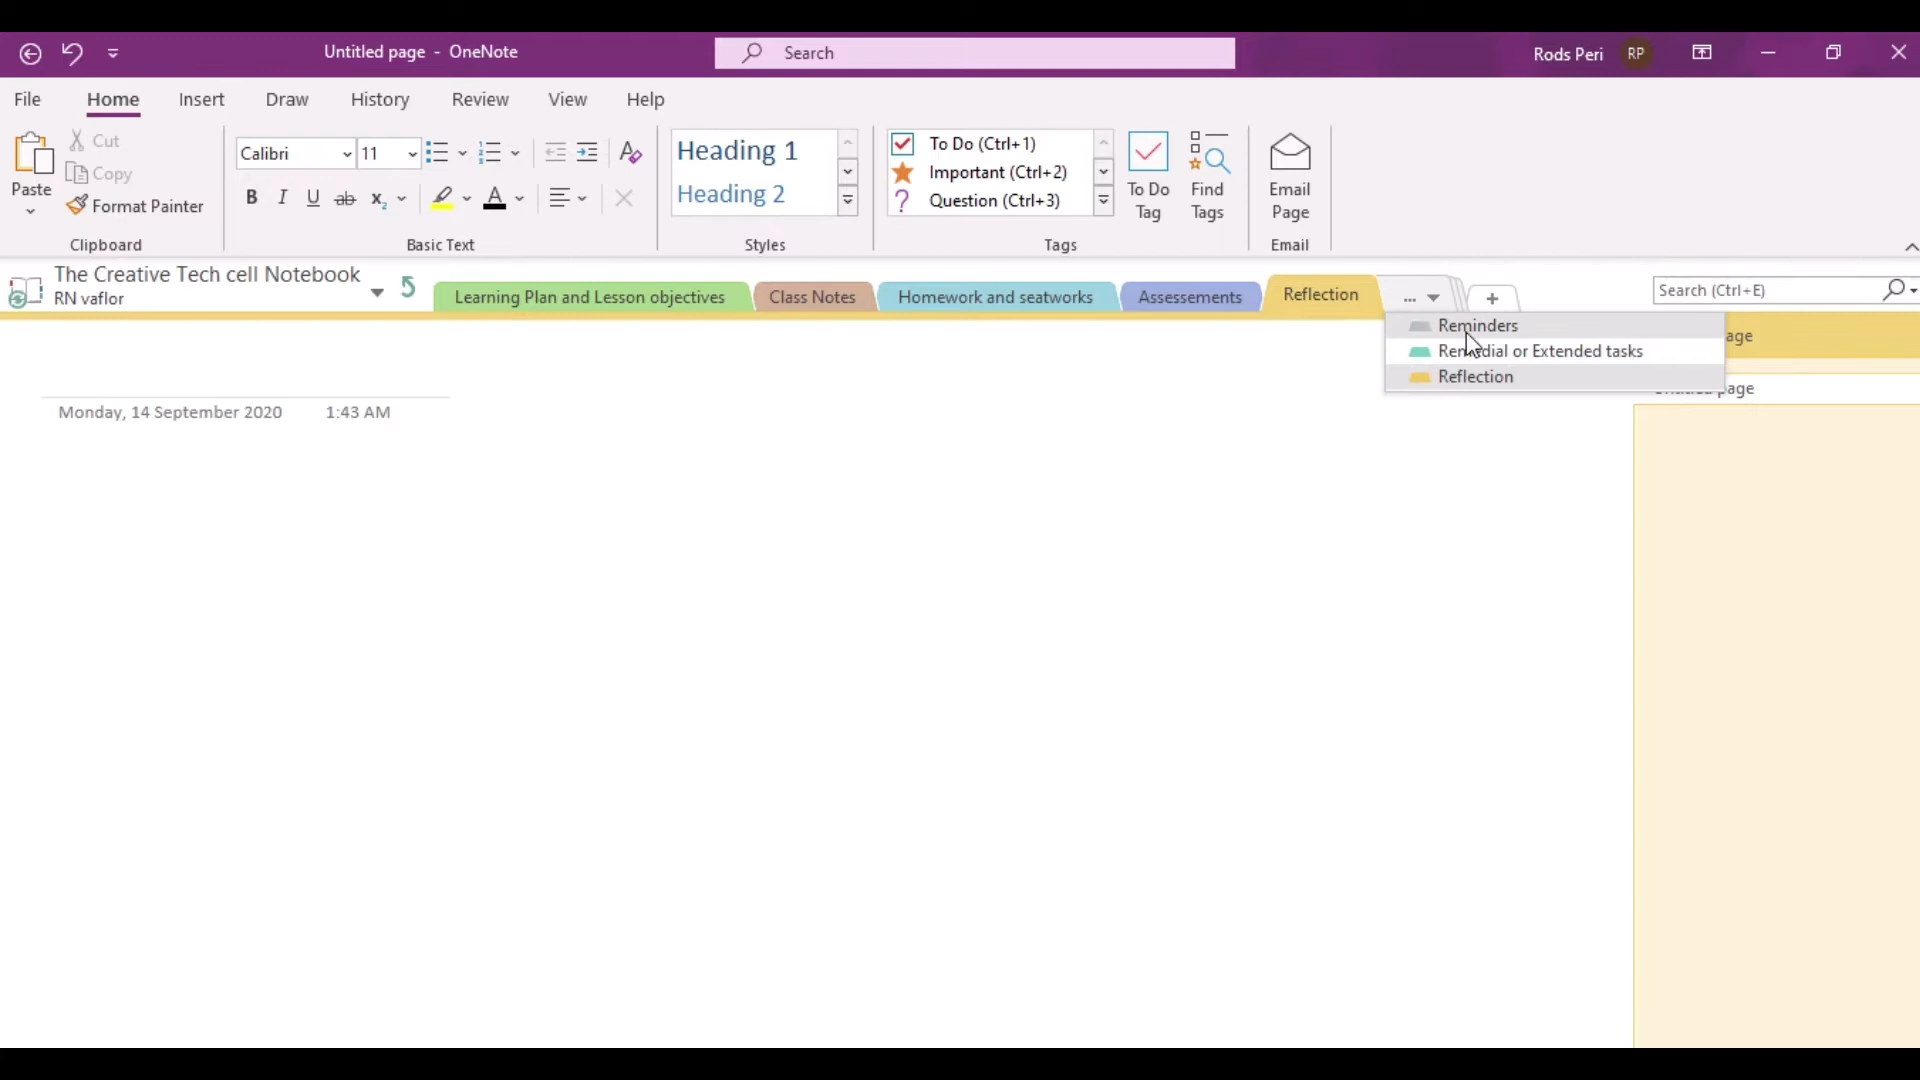 Untitled page - OneNote
Search
Rods Peri RP
File Home Insert Draw History Review View Help
Paste
Cut
Copy
Format Painter
Clipboard
Calibri 11
B I U ab x₂ A
Basic Text
Heading 1
Heading 2
Styles
To Do (Ctrl+1)
Important (Ctrl+2)
Question (Ctrl+3)
To Do Tag
Find Tags
Tags
Email Page
Email
The Creative Tech cell Notebook
RN vaflor
Learning Plan and Lesson objectives
Class Notes
Homework and seatworks
Assessements
Reflection
...
Search (Ctrl+E)
Reminders
Remedial or Extended tasks
Reflection
Monday, 14 September 2020 1:43 AM